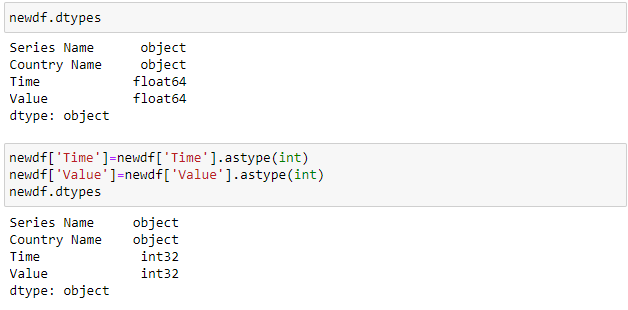 newdf.dtypes
Series Name      object
Country Name     object
Time            float64
Value           float64
dtype: object
newdf['Time']=newdf['Time'].astype(int)
newdf['Value']=newdf['Value'].astype(int)
newdf.dtypes
Series Name     object
Country Name    object
Time             int32
Value            int32
dtype: object